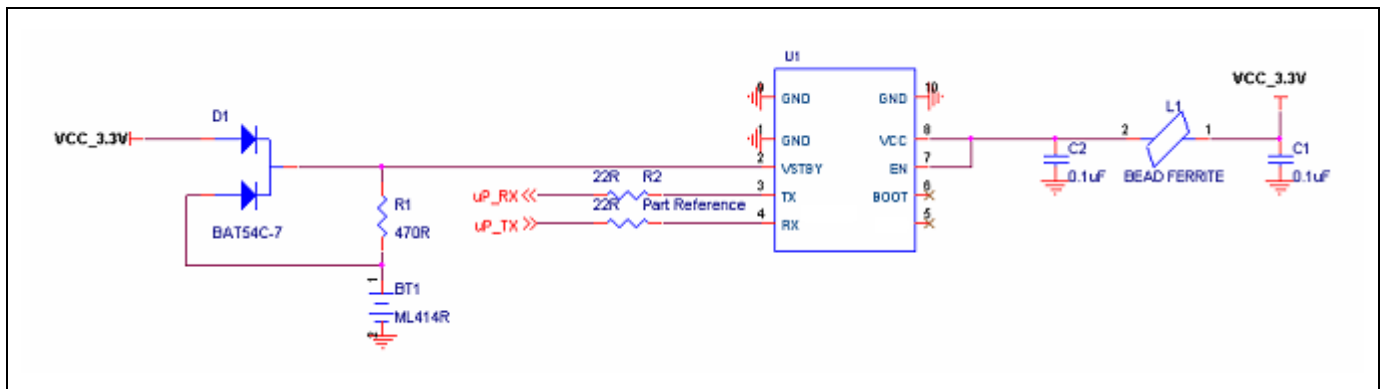 U1
D1
VCC_3.3V
BAT54C-7
R1
470R
1
BT1
ML414R
2
uP_RX
22R R2
uP_TX
22R Part Reference
9 GND
1 GND
2 VSTBY
3 TX
4 RX
GND 10
VCC 8
EN 7
BOOT 6
5
C2
0.1uF
2 L1 1
BEAD FERRITE
VCC_3.3V
C1
0.1uF